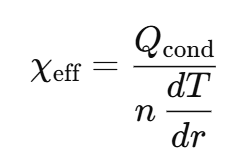 χ_eff = Q_cond / (n dT/dr)